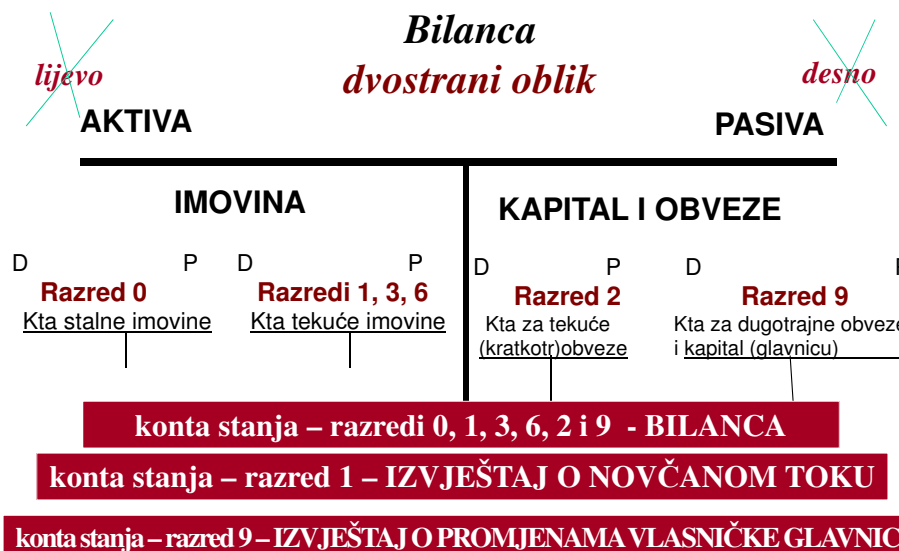 Bilanca
lijevo
dvostrani oblik
desno
AKTIVA
PASIVA
IMOVINA
KAPITAL I OBVEZE
D P D P D P D P
Razred 0
Razredi 1, 3, 6
Razred 2
Razred 9
Kta stalne imovine
Kta tekuće imovine
Kta za tekuće
(kratkotr)obveze
Kta za dugotrajne obveze
i kapital (glavnicu)
konta stanja – razredi 0, 1, 3, 6, 2 i 9 - BILANCA
konta stanja – razred 1 – IZVJEŠTAJ O NOVČANOM TOKU
konta stanja – razred 9 – IZVJEŠTAJ O PROMJENAMA VLASNIČKE GLAVNIC